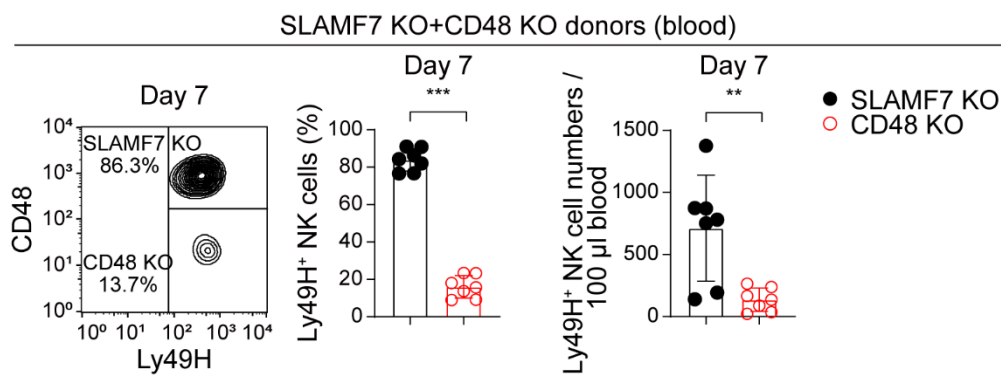 SLAMF7 KO+CD48 KO donors (blood)
Day 7
CD48
10⁴
10³
10²
10¹
10⁰
SLAMF7 KO
86.3%
CD48 KO
13.7%
10⁰ 10¹ 10² 10³ 10⁴
Ly49H
Day 7
***
Ly49H⁺ NK cells (%)
100
80
60
40
20
0
Day 7
**
Ly49H⁺ NK cell numbers /
100 µl blood
1500
1000
500
0
SLAMF7 KO
CD48 KO